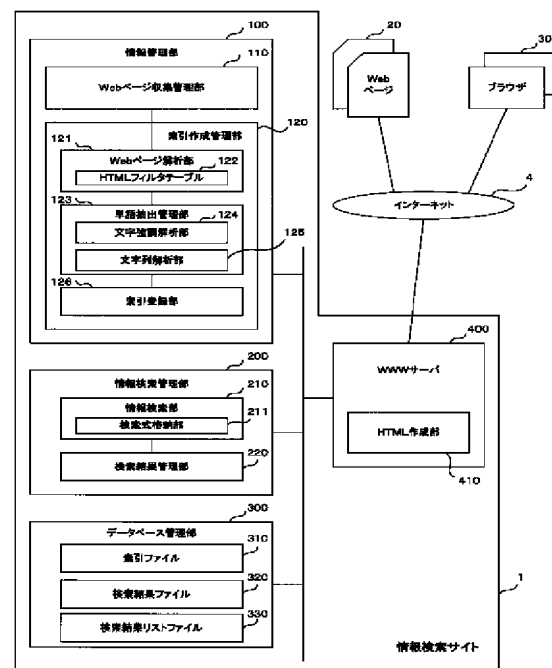 100
情報管理部
110
Webページ収集管理部
120
索引作成管理部
121
Webページ解析部
122
HTMLフィルタテーブル
123
単語抽出管理部
124
文字強調解析部
125
文字列解析部
126
索引登録部
200
情報検索管理部
210
情報検索部
211
検索式格納部
220
検索結果管理部
300
データベース管理部
310
索引ファイル
320
検索結果ファイル
330
検索結果リストファイル
20
Web
ページ
30
ブラウザ
4
インターネット
400
WWWサーバ
HTML作成部
410
1
情報検索サイト